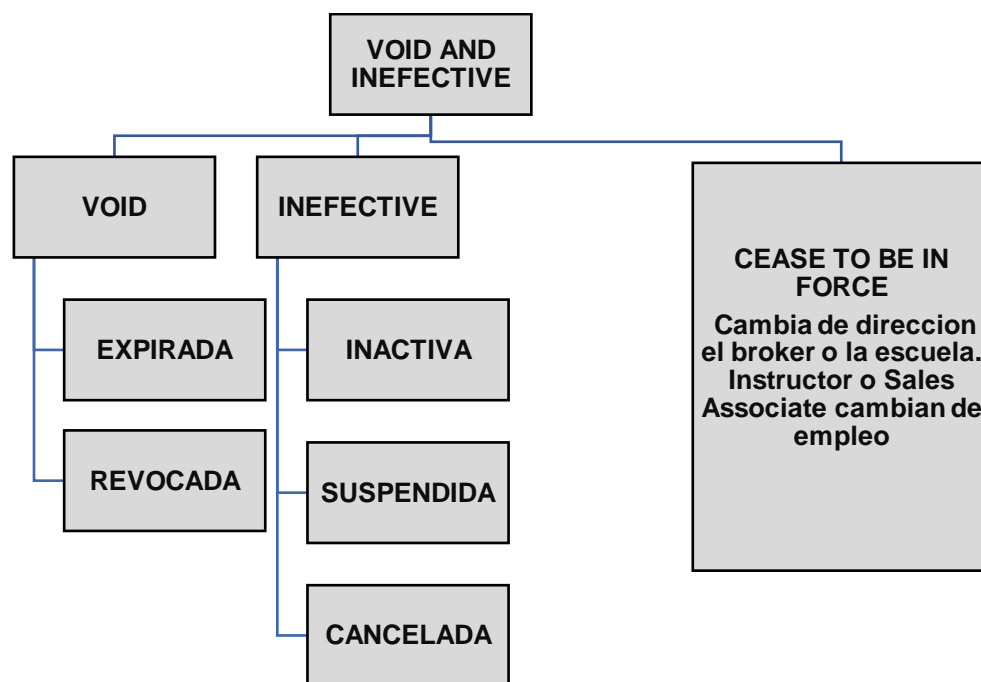 VOID AND
INEFECTIVE
VOID
INEFECTIVE
EXPIRADA
REVOCADA
INACTIVA
SUSPENDIDA
CANCELADA
CEASE TO BE IN
FORCE
Cambia de direccion
el broker o la escuela.
Instructor o Sales
Associate cambian de
empleo